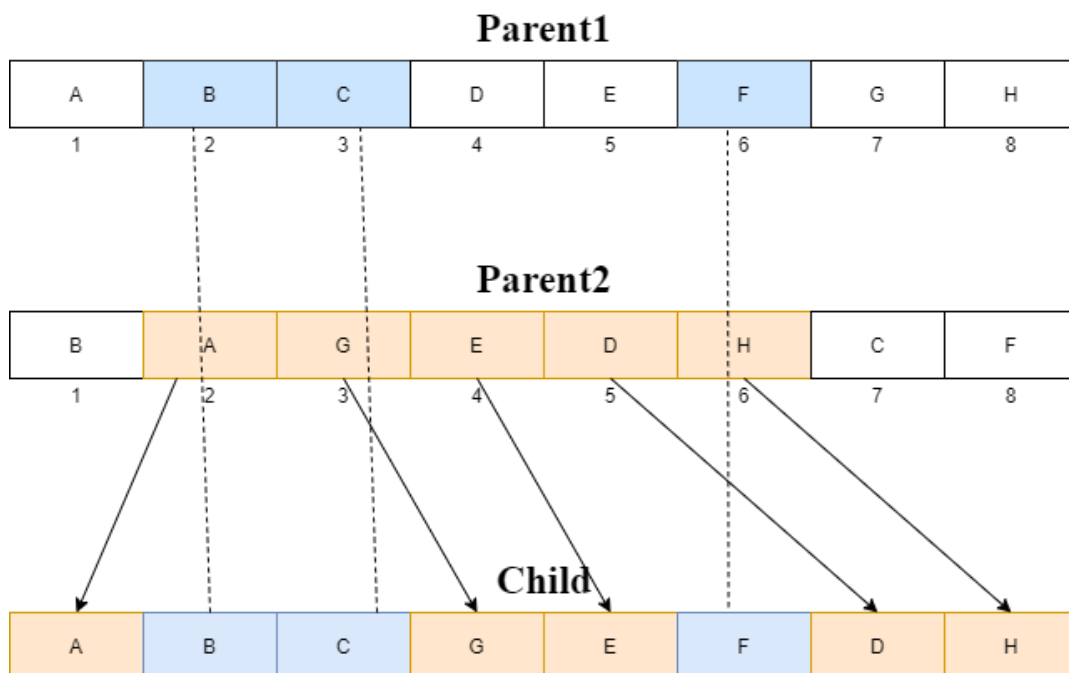 Parent1
A B C D E F G H
1 2 3 4 5 6 7 8
Parent2
B A G E D H C F
1 2 3 4 5 6 7 8
Child
A B C G E F D H